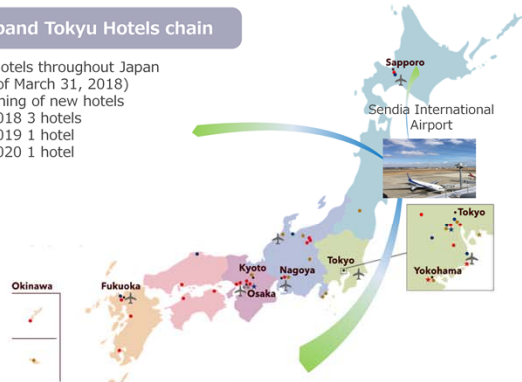 pand Tokyu Hotels chain
otels throughout Japan
of March 31, 2018)
ning of new hotels
018 3 hotels
019 1 hotel
020 1 hotel
Sapporo
Sendia International
Airport
Tokyo
Yokohama
Tokyo
Kyoto
Nagoya
Osaka
Fukuoka
Okinawa